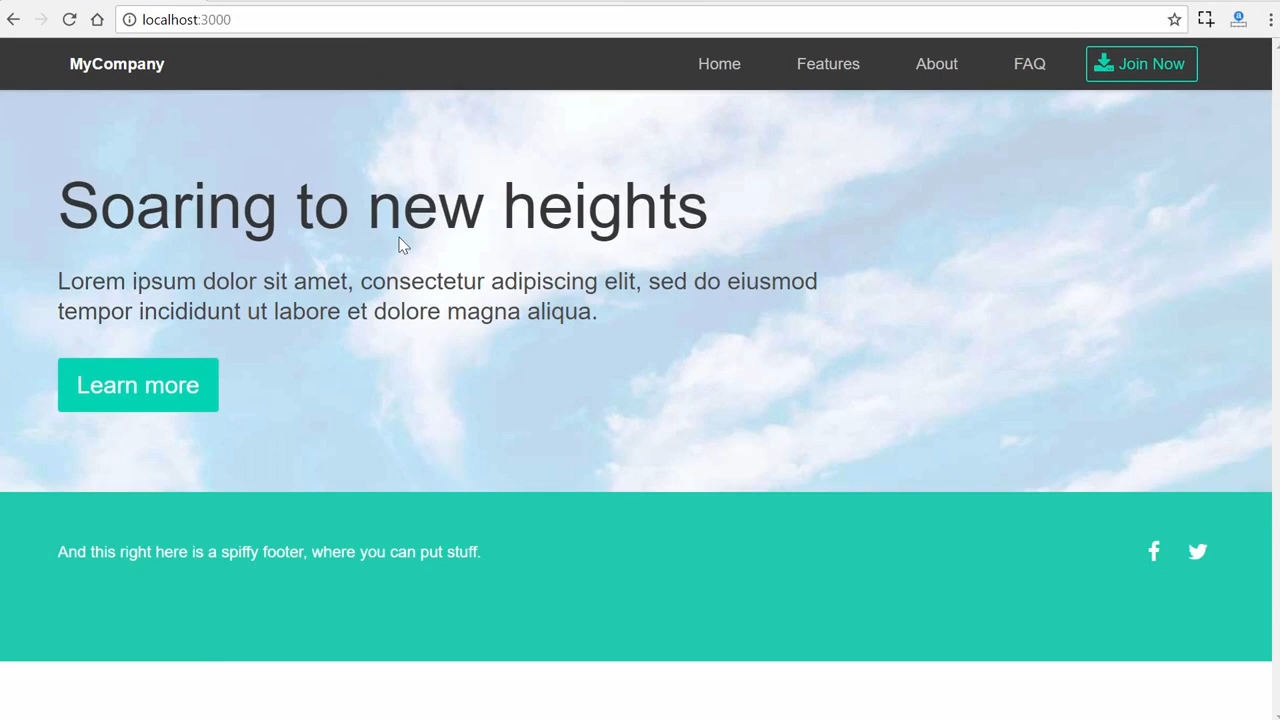 localhost:3000
MyCompany
Home
Features
About
FAQ
Join Now
Soaring to new heights
Lorem ipsum dolor sit amet, consectetur adipiscing elit, sed do eiusmod
tempor incididunt ut labore et dolore magna aliqua.
Learn more
And this right here is a spiffy footer, where you can put stuff.